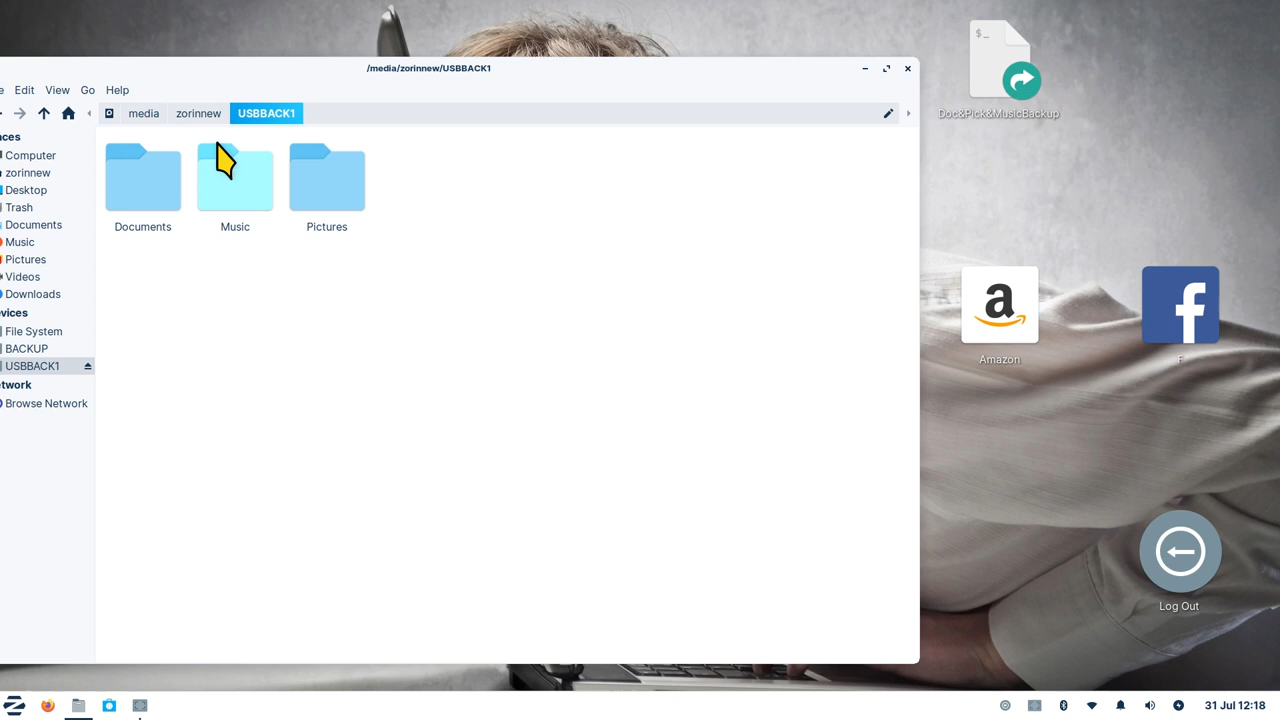 /media/zorinnew/USBBACK1
e Edit View Go Help
media zorinnew USBBACK1
aces
Computer
zorinnew
Desktop
Trash
Documents
Music
Pictures
Videos
Downloads
evices
File System
BACKUP
USBBACK1
etwork
Browse Network
Documents Music Pictures
$_
Doc&Pick&MusicBackup
a
Amazon
f
F
Log Out
31 Jul 12:18